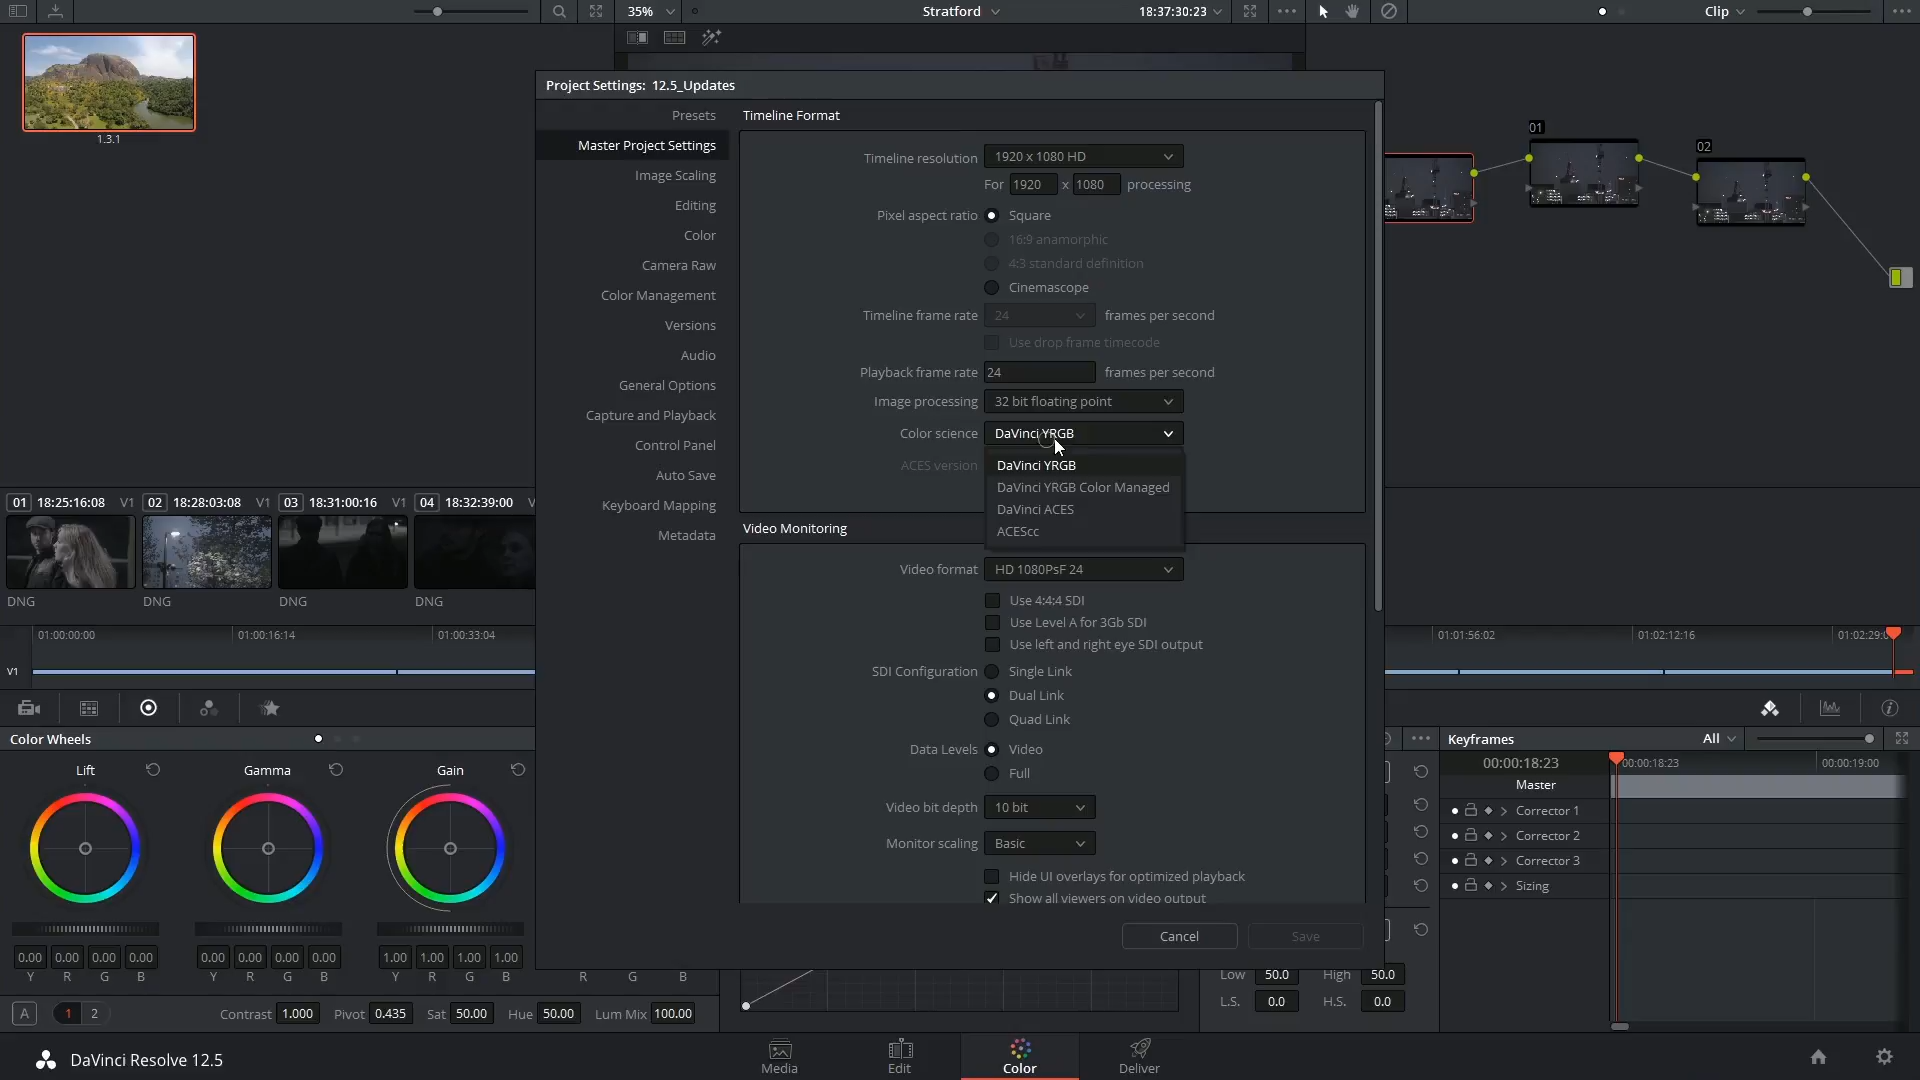 35%
Stratford
18:37:30:23
Clip
1.3.1
Project Settings: 12.5_Updates
Presets
Master Project Settings
Image Scaling
Editing
Color
Camera Raw
Color Management
Versions
Audio
General Options
Capture and Playback
Control Panel
Auto Save
Keyboard Mapping
Metadata
Timeline Format
Timeline resolution 1920 x 1080 HD
For 1920 x 1080 processing
Pixel aspect ratio Square
16:9 anamorphic
4:3 standard definition
Cinemascope
Timeline frame rate 24 frames per second
Use drop frame timecode
Playback frame rate 24 frames per second
Image processing 32 bit floating point
Color science DaVinci YRGB
ACES version
DaVinci YRGB
DaVinci YRGB Color Managed
DaVinci ACES
ACEScc
Video Monitoring
Video format HD 1080PsF 24
Use 4:4:4 SDI
Use Level A for 3Gb SDI
Use left and right eye SDI output
SDI Configuration Single Link
Dual Link
Quad Link
Data Levels Video
Full
Video bit depth 10 bit
Monitor scaling Basic
Hide UI overlays for optimized playback
Show all viewers on video output
Cancel Save
01
02
01 18:25:16:08 V1 02 18:28:03:08 V1 03 18:31:00:16 V1 04 18:32:39:00
DNG DNG DNG DNG
01:00:00:00 01:00:16:14 01:00:33:04 01:01:56:02 01:02:12:16 01:02:29:0
V1
Color Wheels
Lift Gamma Gain
0.00 0.00 0.00 0.00 0.00 0.00 0.00 0.00 1.00 1.00 1.00 1.00
Y R G B Y R G B Y R G B R G B
A 1 2 Contrast 1.000 Pivot 0.435 Sat 50.00 Hue 50.00 Lum Mix 100.00
Low 50.0 High 50.0
L.S. 0.0 H.S. 0.0
Keyframes All
00:00:18:23 00:00:18:23 00:00:19:00
Master
Corrector 1
Corrector 2
Corrector 3
Sizing
DaVinci Resolve 12.5
Media Edit Color Deliver